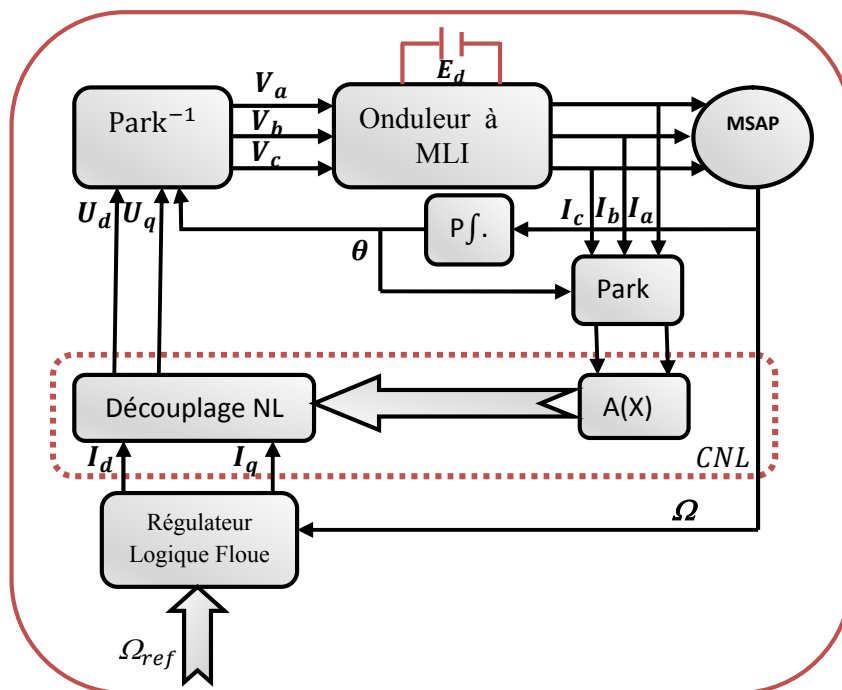 E_d
V_a
V_b
V_c
Park⁻¹
Onduleur à
MLI
MSAP
U_d U_q
θ
P∫.
I_c I_b I_a
Park
Découplage NL
A(X)
CNL
I_d
I_q
Régulateur
Logique Floue
Ω
Ω_ref